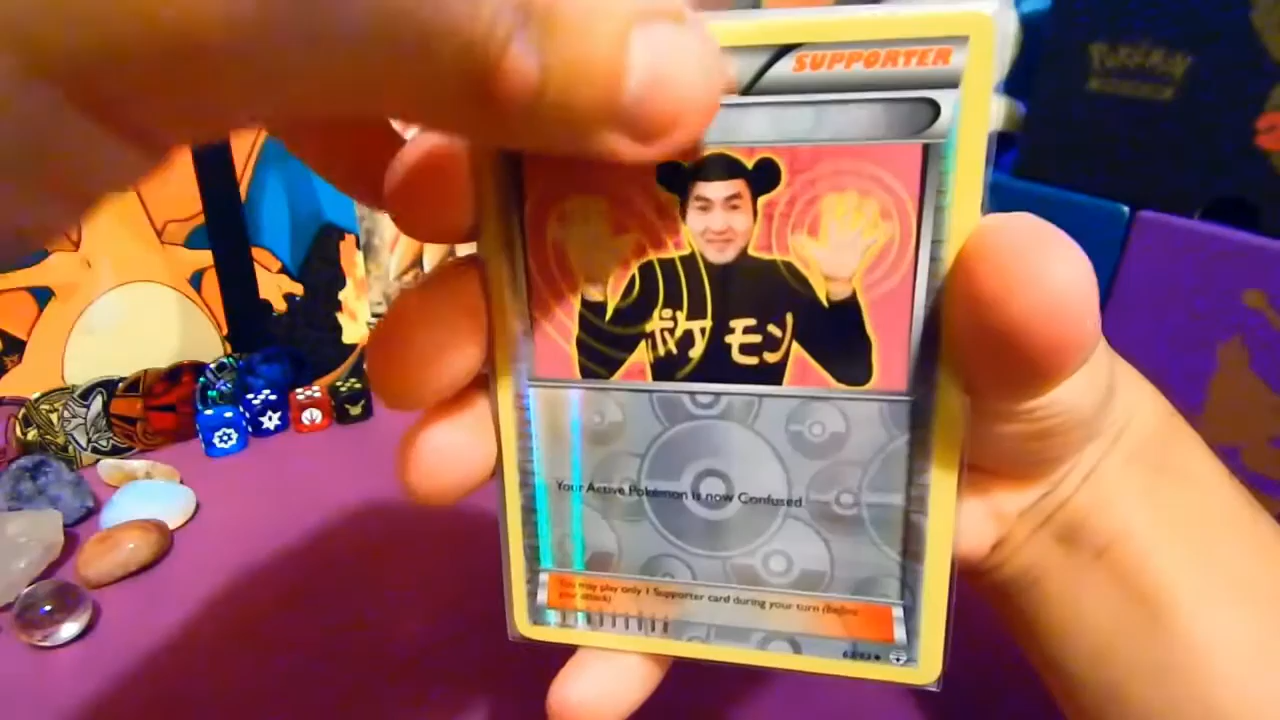 Pokémon
SUPPORTER
ポケモン
Your Active Pokémon is now Confused
You may play only 1 Supporter card during your turn (before
your attack)